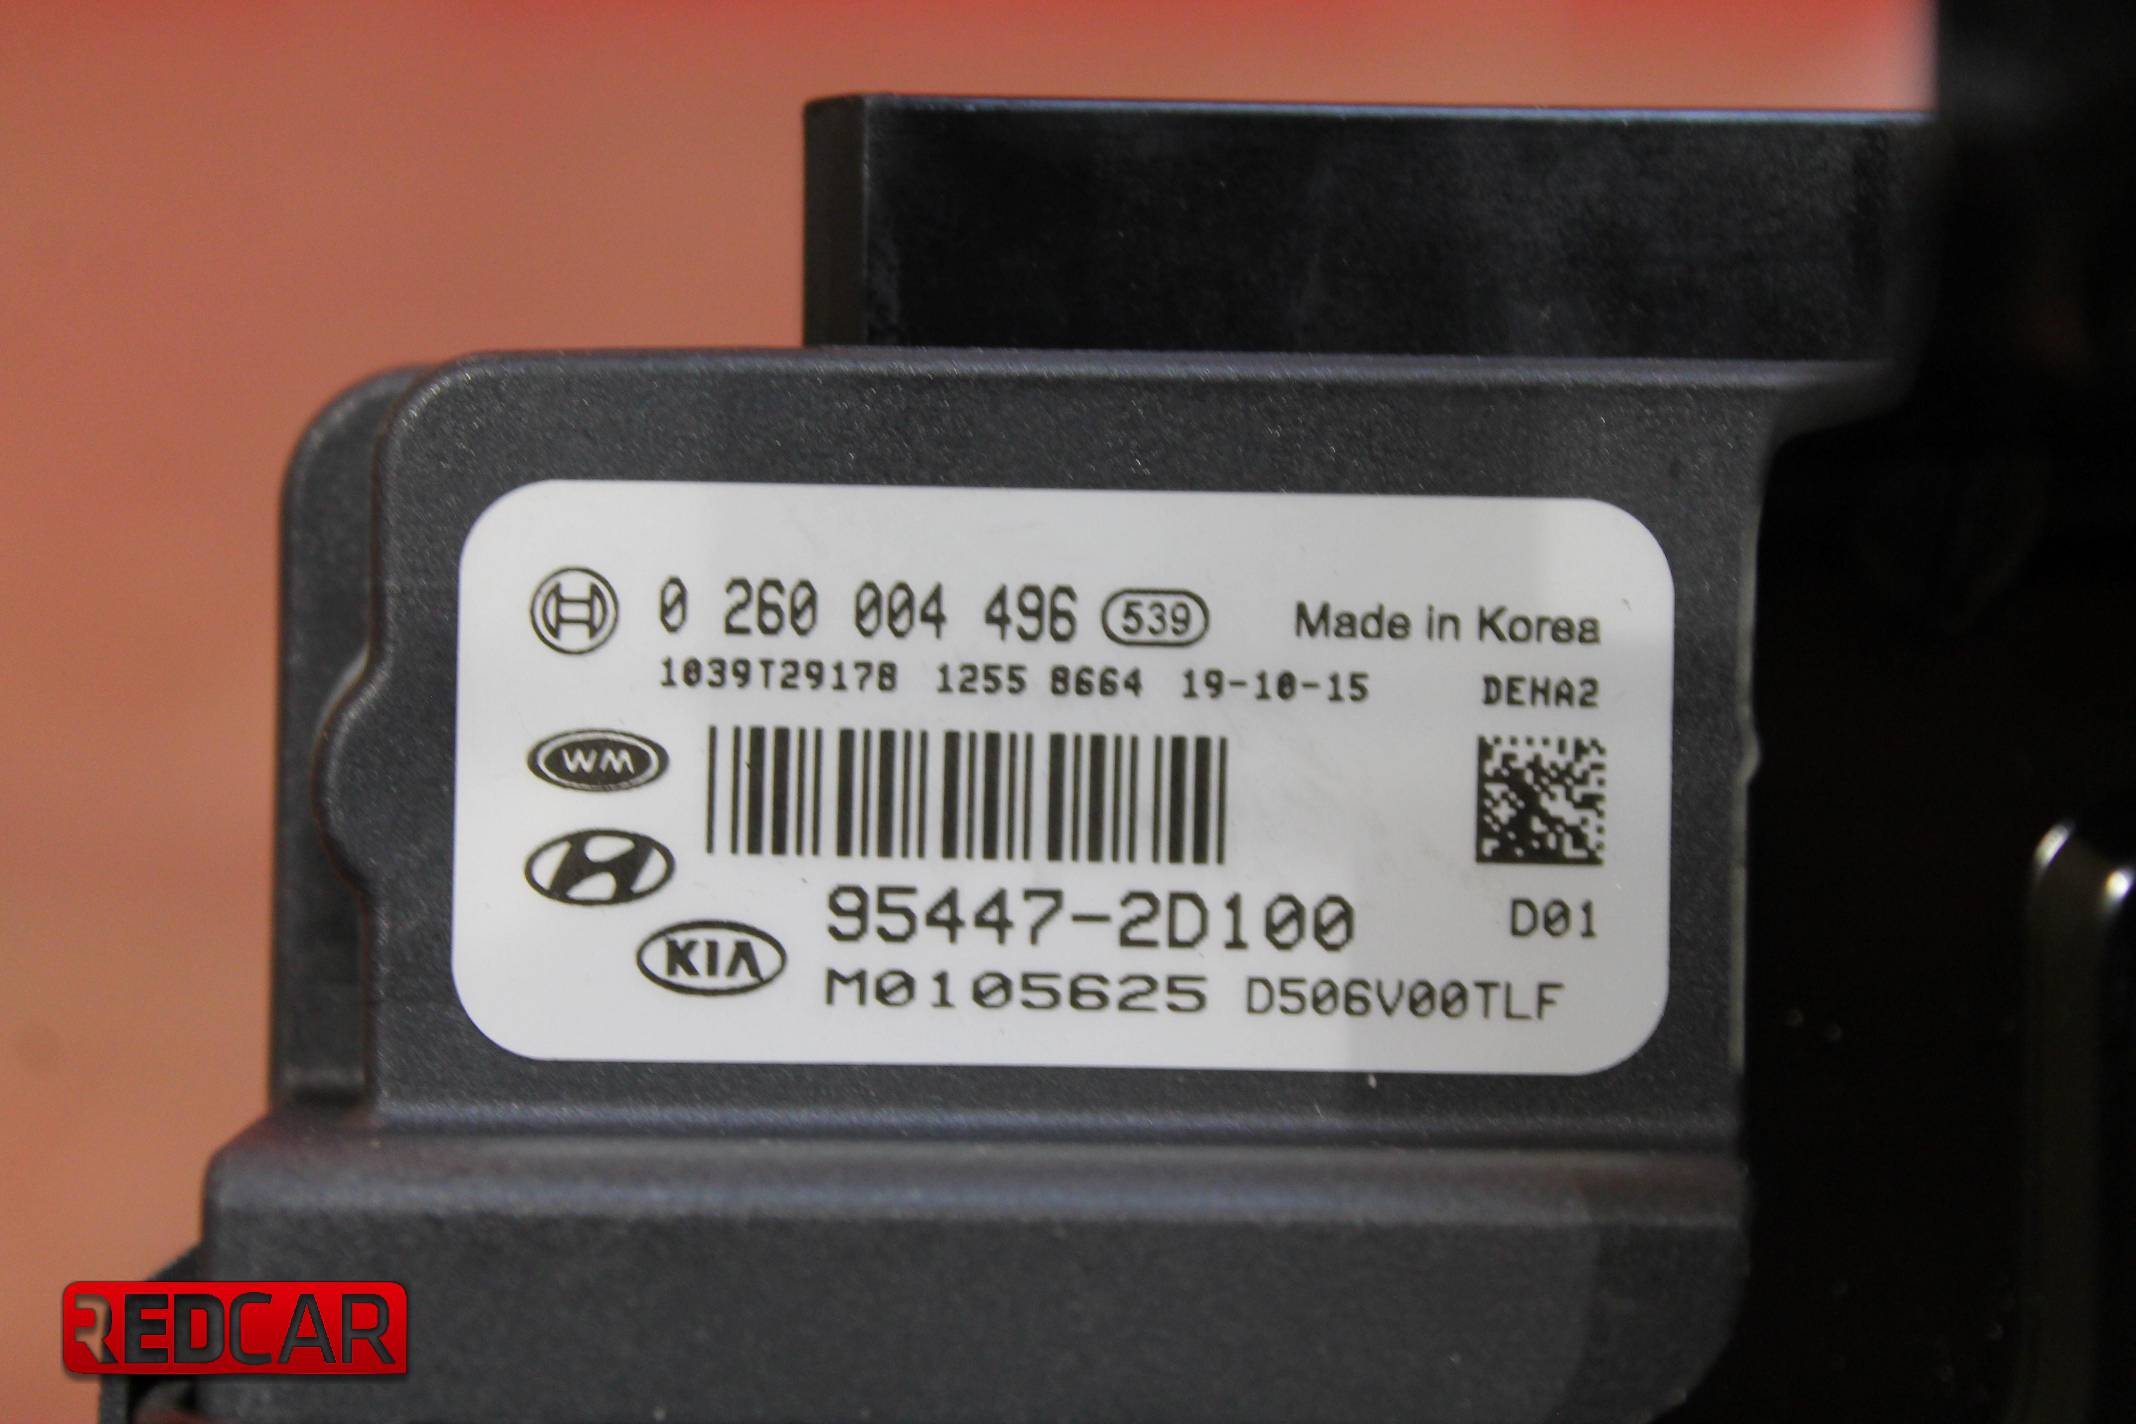 0 260 004 496 539 Made in Korea
1039T29178 1255 8664 19-10-15 DEHA2
WM
95447-2D100 D01
KIA
M0105625 D506V00TLF
REDCAR